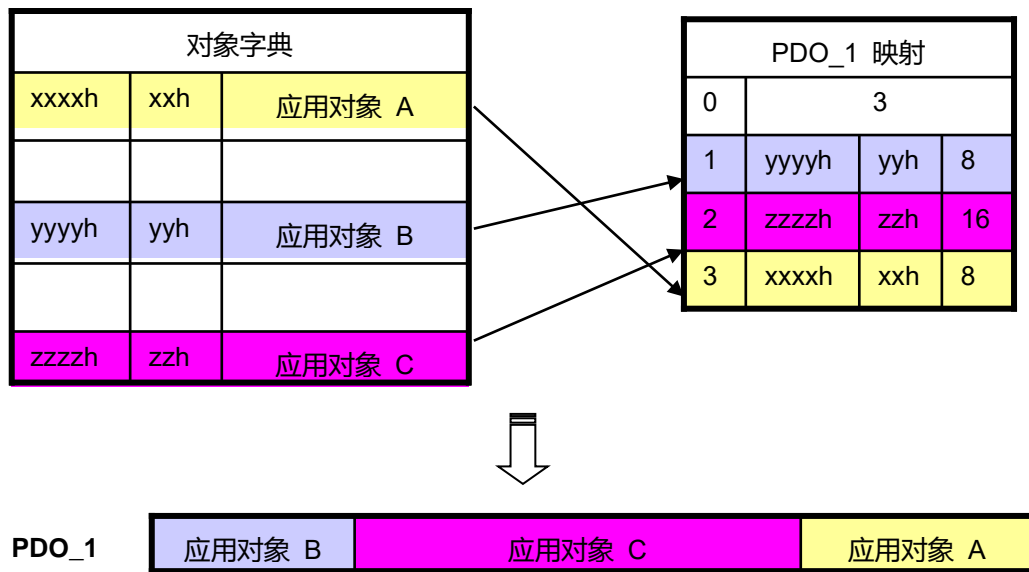 对象字典
xxxxh xxh 应用对象 A
yyyyh yyh 应用对象 B
zzzzh zzh 应用对象 C
PDO_1 映射
0 3
1 yyyyh yyh 8
2 zzzzh zzh 16
3 xxxxh xxh 8
PDO_1 应用对象 B 应用对象 C 应用对象 A